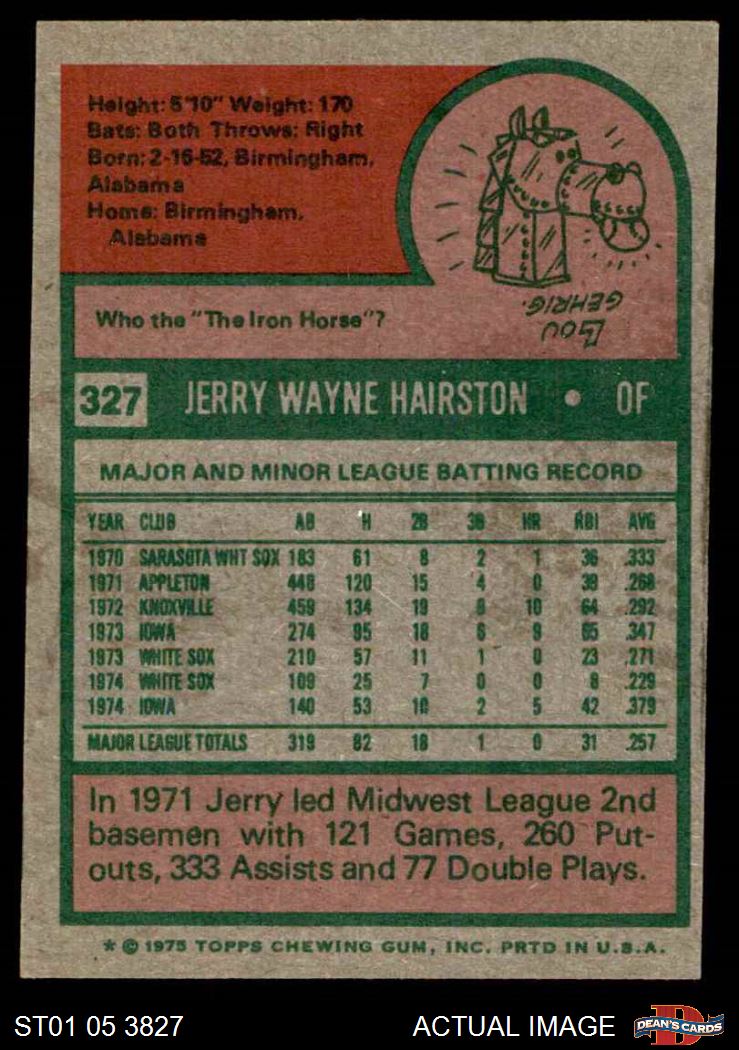 Height: 5'10" Weight: 170
Bats: Both Throws: Right
Born: 2-16-52, Birmingham,
Alabama
Home: Birmingham,
Alabama
Who the "The Iron Horse"?
LOU
GEHRIG.
327 JERRY WAYNE HAIRSTON • OF
MAJOR AND MINOR LEAGUE BATTING RECORD
YEAR CLUB AB H 2B 3B HR RBI AVG
1970 SARASOTA WHT SOX 183 61 8 2 1 36 .333
1971 APPLETON 448 120 15 4 0 39 .268
1972 KNOXVILLE 459 134 19 6 10 64 .292
1973 IOWA 274 95 18 6 9 65 .347
1973 WHITE SOX 210 57 11 1 0 23 .271
1974 WHITE SOX 109 25 7 0 0 8 .229
1974 IOWA 140 53 10 2 5 42 .379
MAJOR LEAGUE TOTALS 319 82 18 1 0 31 .257
In 1971 Jerry led Midwest League 2nd
basemen with 121 Games, 260 Put-
outs, 333 Assists and 77 Double Plays.
* © 1975 TOPPS CHEWING GUM, INC. PRTD IN U.S.A.
ST01 05 3827 ACTUAL IMAGE D DEAN'S CARDS